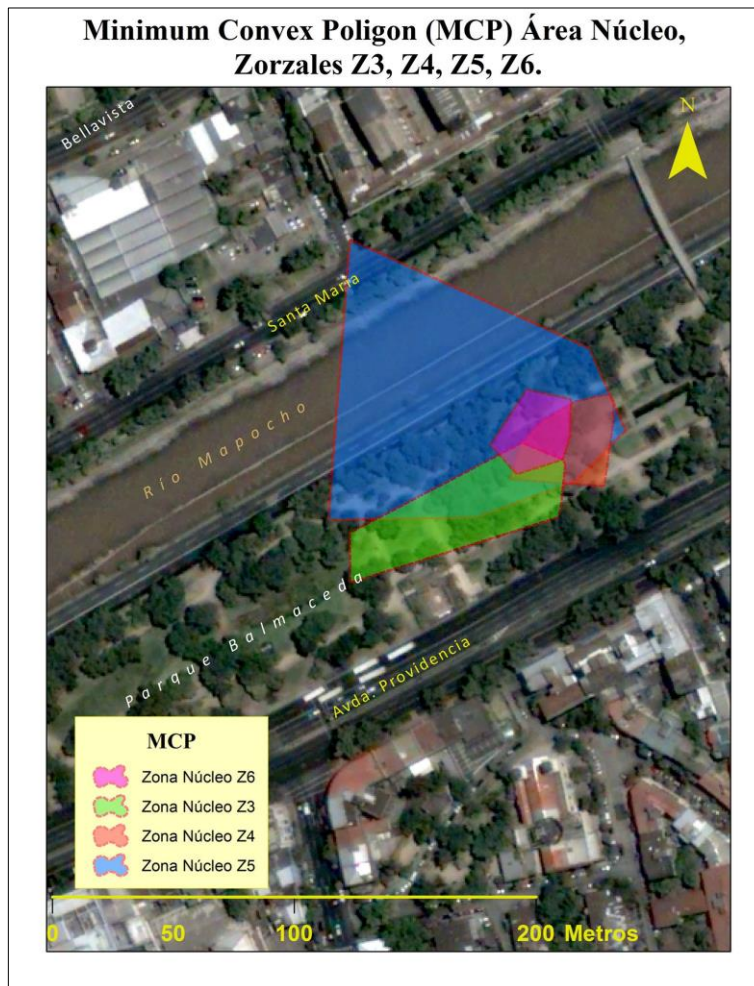 Minimum Convex Poligon (MCP) Área Núcleo,
Zorzales Z3, Z4, Z5, Z6.
Bellavista
N
Santa María
Río Mapocho
Parque Balmaceda
Avda. Providencia
MCP
Zona Núcleo Z6
Zona Núcleo Z3
Zona Núcleo Z4
Zona Núcleo Z5
0 50 100 200 Metros